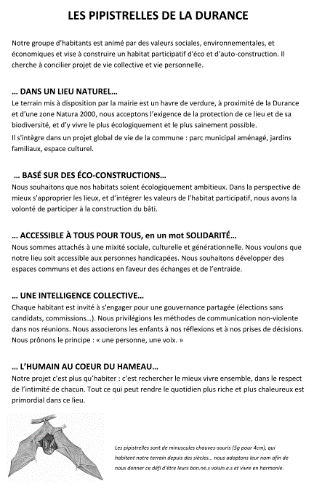 LES PIPISTRELLES DE LA DURANCE
Notre groupe d'habitants est animé par des valeurs sociales, environnementales, et
économiques et vise à construire un habitat participatif d'éco et d'auto-construction. Il
cherche à concilier projet de vie collective et vie personnelle.
… DANS UN LIEU NATUREL…
Le terrain mis à disposition par la mairie est un havre de verdure, à proximité de la Durance
et d'une zone Natura 2000, nous acceptons l'exigence de la protection de ce lieu et de sa
biodiversité, et d'y vivre le plus écologiquement et le plus sainement possible.
Il s'intègre dans un projet global de vie de la commune : parc municipal aménagé, jardins
familiaux, espace culturel.
… BASÉ SUR DES ÉCO-CONSTRUCTIONS…
Nous souhaitons que nos habitats soient écologiquement ambitieux. Dans la perspective de
mieux s'approprier les lieux, et d'intégrer les valeurs de l'habitat participatif, nous avons la
volonté de participer à la construction du bâti.
… ACCESSIBLE À TOUS POUR TOUS, en un mot SOLIDARITÉ…
Nous sommes attachés à une mixité sociale, culturelle et générationnelle. Nous voulons que
notre lieu soit accessible aux personnes handicapées. Nous souhaitons développer des
espaces communs et des actions en faveur des échanges et de l'entraide.
… UNE INTELLIGENCE COLLECTIVE…
Chaque habitant est invité à s'engager pour une gouvernance partagée (élections sans
candidats, commissions…). Nous privilégions les méthodes de communication non-violente
dans nos réunions. Nous associerons les enfants à nos réflexions et à nos prises de décisions.
Nous prônons le principe : « une personne, une voix. »
… L'HUMAIN AU COEUR DU HAMEAU…
Notre projet c'est plus qu'habiter : c'est rechercher le mieux vivre ensemble, dans le respect
de l'intimité de chacun. Tout ce qui peut rendre le quotidien plus riche et plus chaleureux est
primordial dans ce lieu.
Les pipistrelles sont de minuscules chauves souris (5g pour 4cm), qui
habitent notre terrain depuis des siècles… nous adoptons leur nom afin de
nous donner ce défi d'être leurs bon.ne.s voisin.e.s et vivre en harmonie.